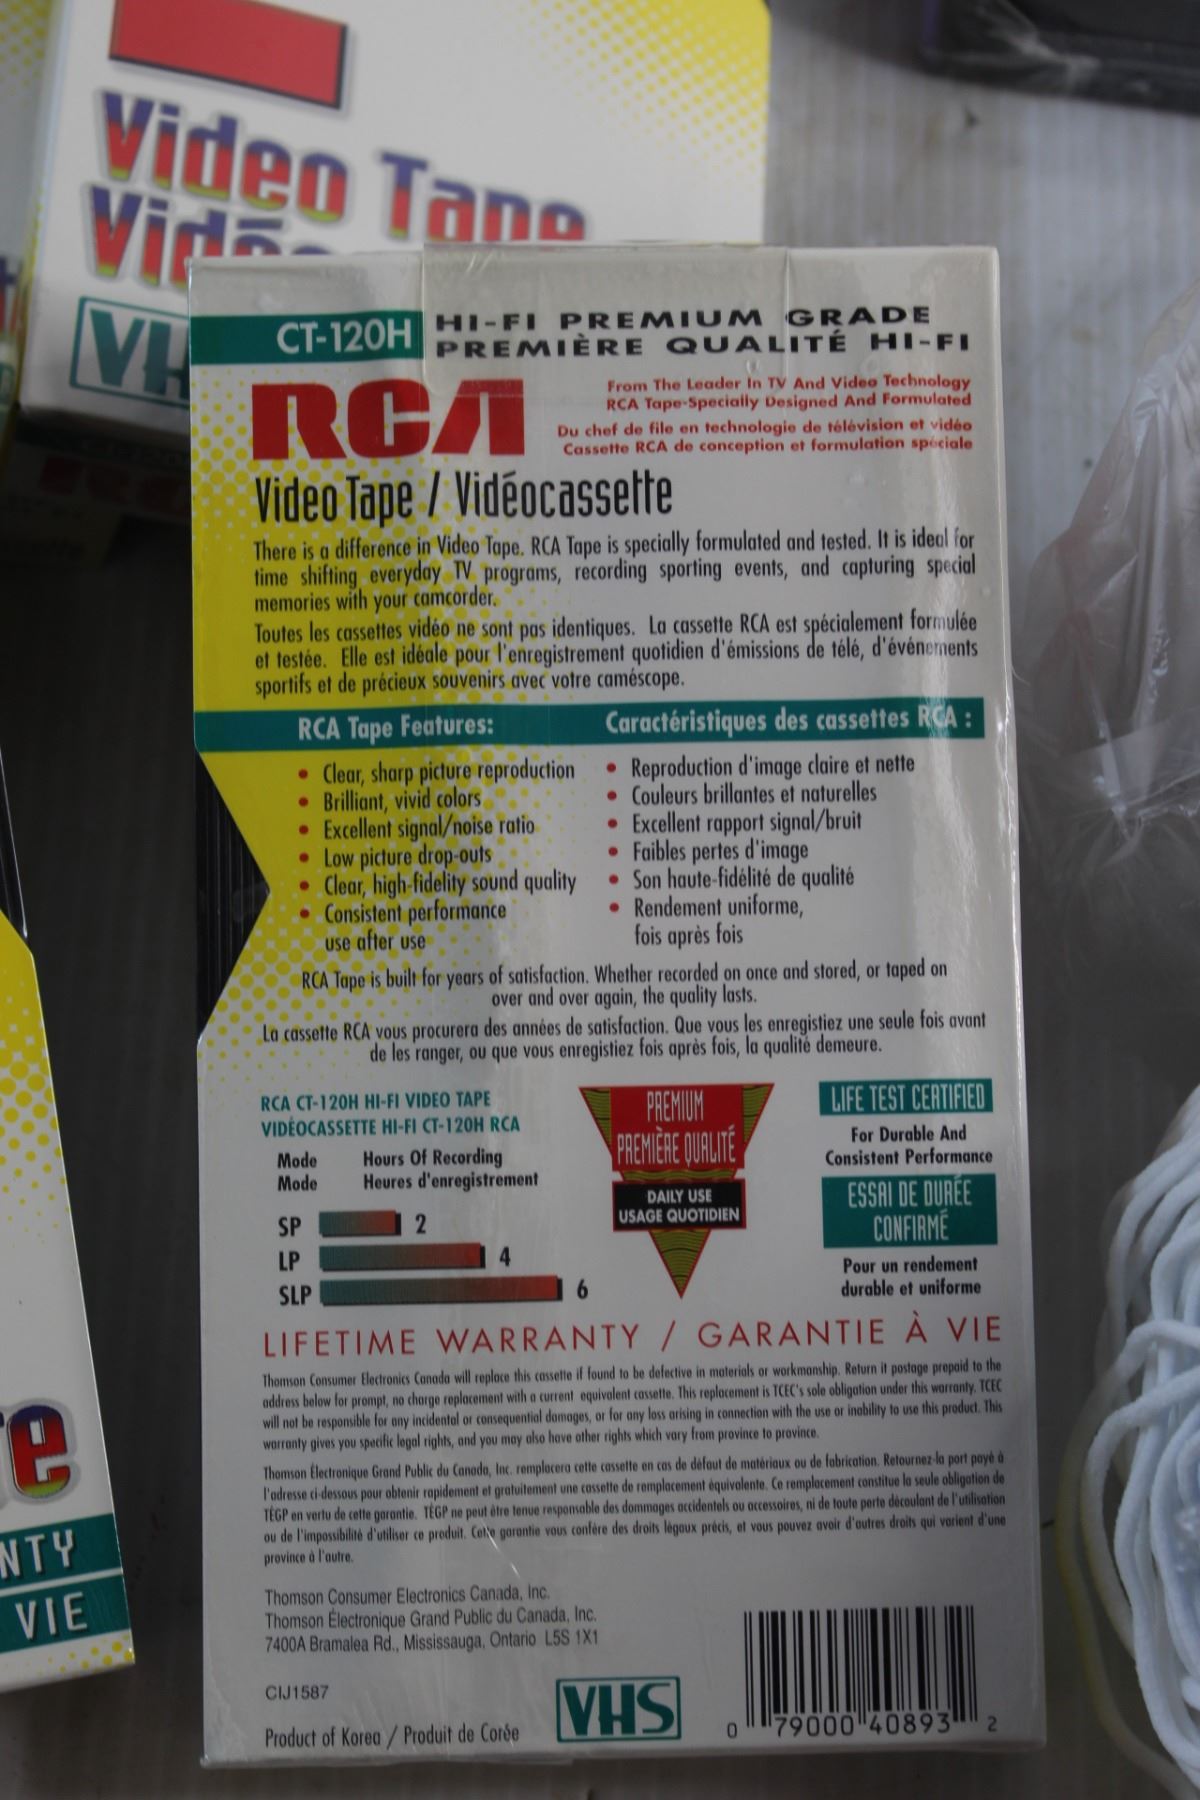 Video Tape
VH
CT-120H
HI-FI PREMIUM GRADE
PREMIÈRE QUALITÉ HI-FI
RCA
From The Leader In TV And Video Technology
RCA Tape-Specially Designed And Formulated
Du chef de file en technologie de télévision et vidéo
Cassette RCA de conception et formulation spéciale
Video Tape / Vidéocassette
There is a difference in Video Tape. RCA Tape is specially formulated and tested. It is ideal for
time shifting everyday TV programs, recording sporting events, and capturing special
memories with your camcorder.
Toutes les cassettes vidéo ne sont pas identiques. La cassette RCA est spécialement formulée
et testée. Elle est idéale pour l'enregistrement quotidien d'émissions de télé, d'événements
sportifs et de précieux souvenirs avec votre caméscope.
RCA Tape Features:
• Clear, sharp picture reproduction
• Brilliant, vivid colors
• Excellent signal/noise ratio
• Low picture drop-outs
• Clear, high-fidelity sound quality
• Consistent performance
use after use
Caractéristiques des cassettes RCA :
• Reproduction d'image claire et nette
• Couleurs brillantes et naturelles
• Excellent rapport signal/bruit
• Faibles pertes d'image
• Son haute-fidélité de qualité
• Rendement uniforme,
fois après fois
RCA Tape is built for years of satisfaction. Whether recorded on once and stored, or taped on
over and over again, the quality lasts.
La cassette RCA vous procurera des années de satisfaction. Que vous les enregistiez une seule fois avant
de les ranger, ou que vous enregistiez fois après fois, la qualité demeure.
RCA CT-120H HI-FI VIDEO TAPE
VIDÉOCASSETTE HI-FI CT-120H RCA
Mode Hours Of Recording
Mode Heures d'enregistrement
SP 2
LP 4
SLP 6
PREMIUM
PREMIÈRE QUALITÉ
DAILY USE
USAGE QUOTIDIEN
LIFE TEST CERTIFIED
For Durable And
Consistent Performance
ESSAI DE DURÉE
CONFIRMÉ
Pour un rendement
durable et uniforme
LIFETIME WARRANTY / GARANTIE À VIE
Thomson Consumer Electronics Canada will replace this cassette if found to be defective in materials or workmanship. Return it postage prepaid to the
address below for prompt, no charge replacement with a current equivalent cassette. This replacement is TCEC's sole obligation under this warranty. TCEC
will not be responsible for any incidental or consequential damages, or for any loss arising in connection with the use or inability to use this product. This
warranty gives you specific legal rights, and you may also have other rights which vary from province to province.
Thomson Électronique Grand Public du Canada, Inc. remplacera cette cassette en cas de défaut de matériaux ou de fabrication. Retournez-la port payé à
l'adresse ci-dessous pour obtenir rapidement et gratuitement une cassette de remplacement équivalente. Ce remplacement constitue la seule obligation de
TÉGP en vertu de cette garantie. TÉGP ne peut être tenue responsable des dommages accidentels ou accessoires, ni de toute perte découlant de l'utilisation
ou de l'impossibilité d'utiliser ce produit. Cette garantie vous confère des droits légaux précis, et vous pouvez avoir d'autres droits qui varient d'une
province à l'autre.
Thomson Consumer Electronics Canada, Inc.
Thomson Électronique Grand Public du Canada, Inc.
7400A Bramalea Rd., Mississauga, Ontario L5S 1X1
CIJ1587
Product of Korea / Produit de Corée
VHS
0 79000 40893 2
e
NTY
VIE